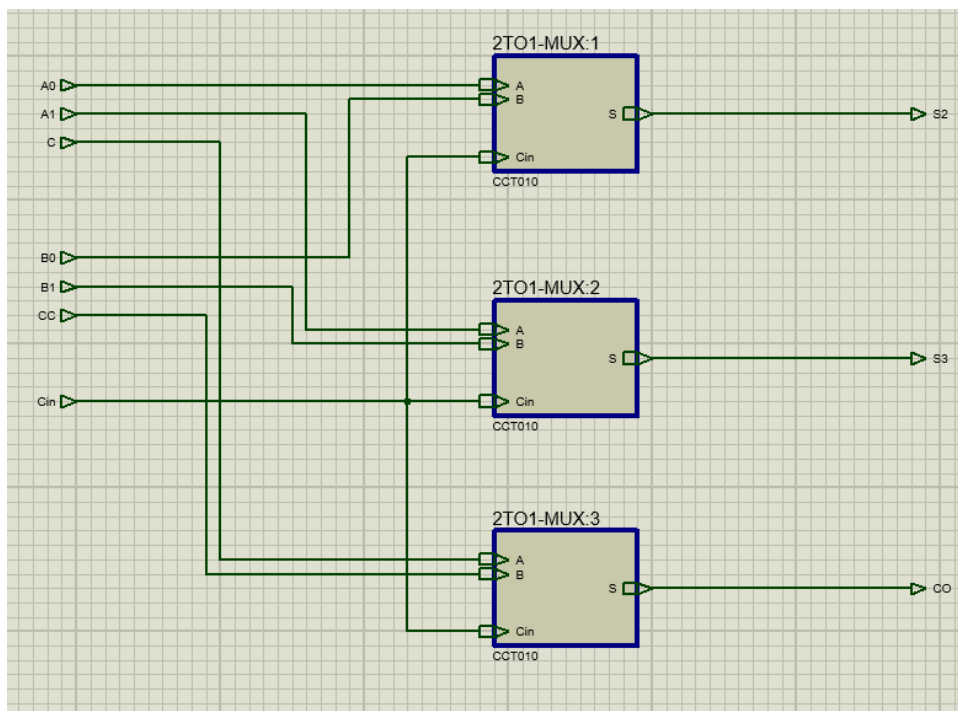 2TO1-MUX:1
A0
A
B
A1
S
S2
C
Cin
CCT010
B0
B1
2TO1-MUX:2
CC
A
B
S
S3
Cin
Cin
CCT010
2TO1-MUX:3
A
B
S
CO
Cin
CCT010